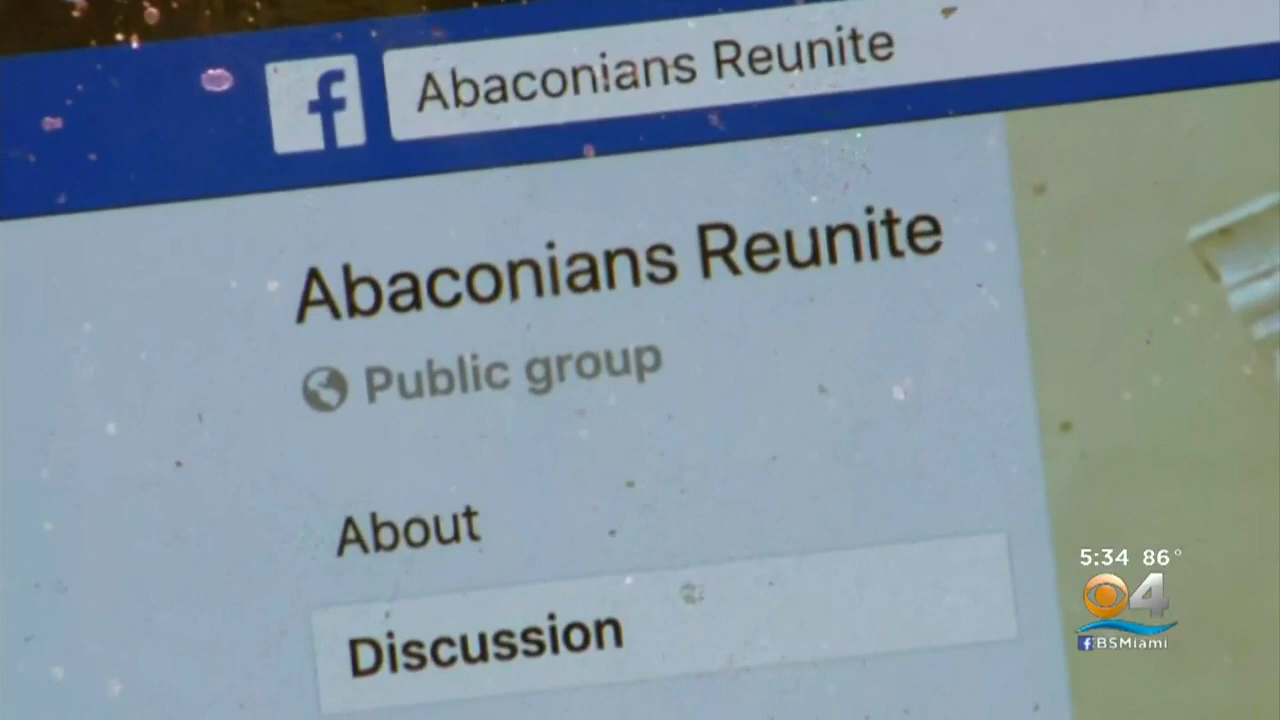 f Abaconians Reunite
Abaconians Reunite
Public group
About
Discussion
5:34 86°
4
fBSMiami